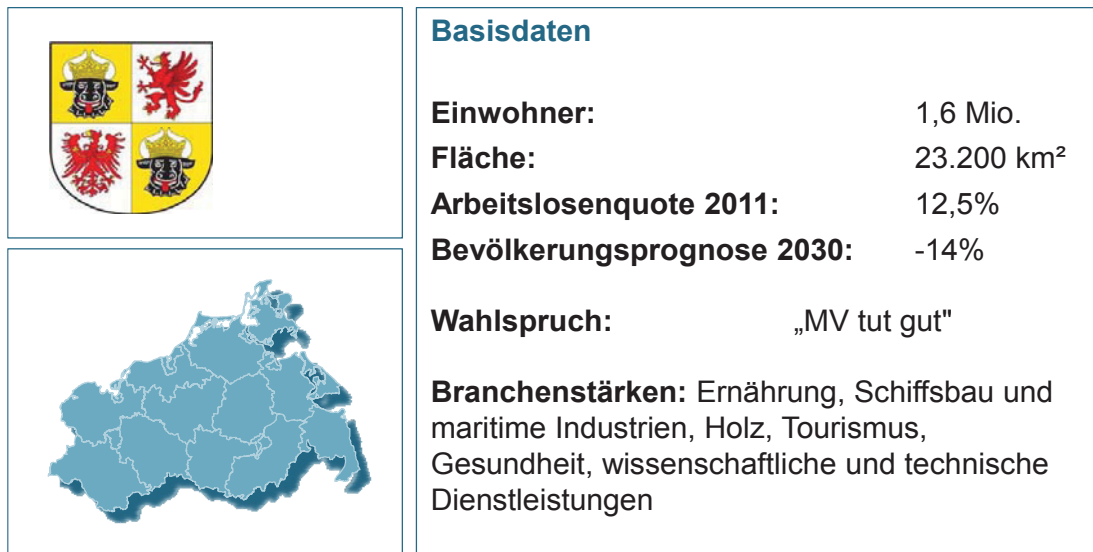 Basisdaten
Einwohner: 1,6 Mio.
Fläche: 23.200 km²
Arbeitslosenquote 2011: 12,5%
Bevölkerungsprognose 2030: -14%
Wahlspruch: „MV tut gut"
Branchenstärken: Ernährung, Schiffsbau und
maritime Industrien, Holz, Tourismus,
Gesundheit, wissenschaftliche und technische
Dienstleistungen